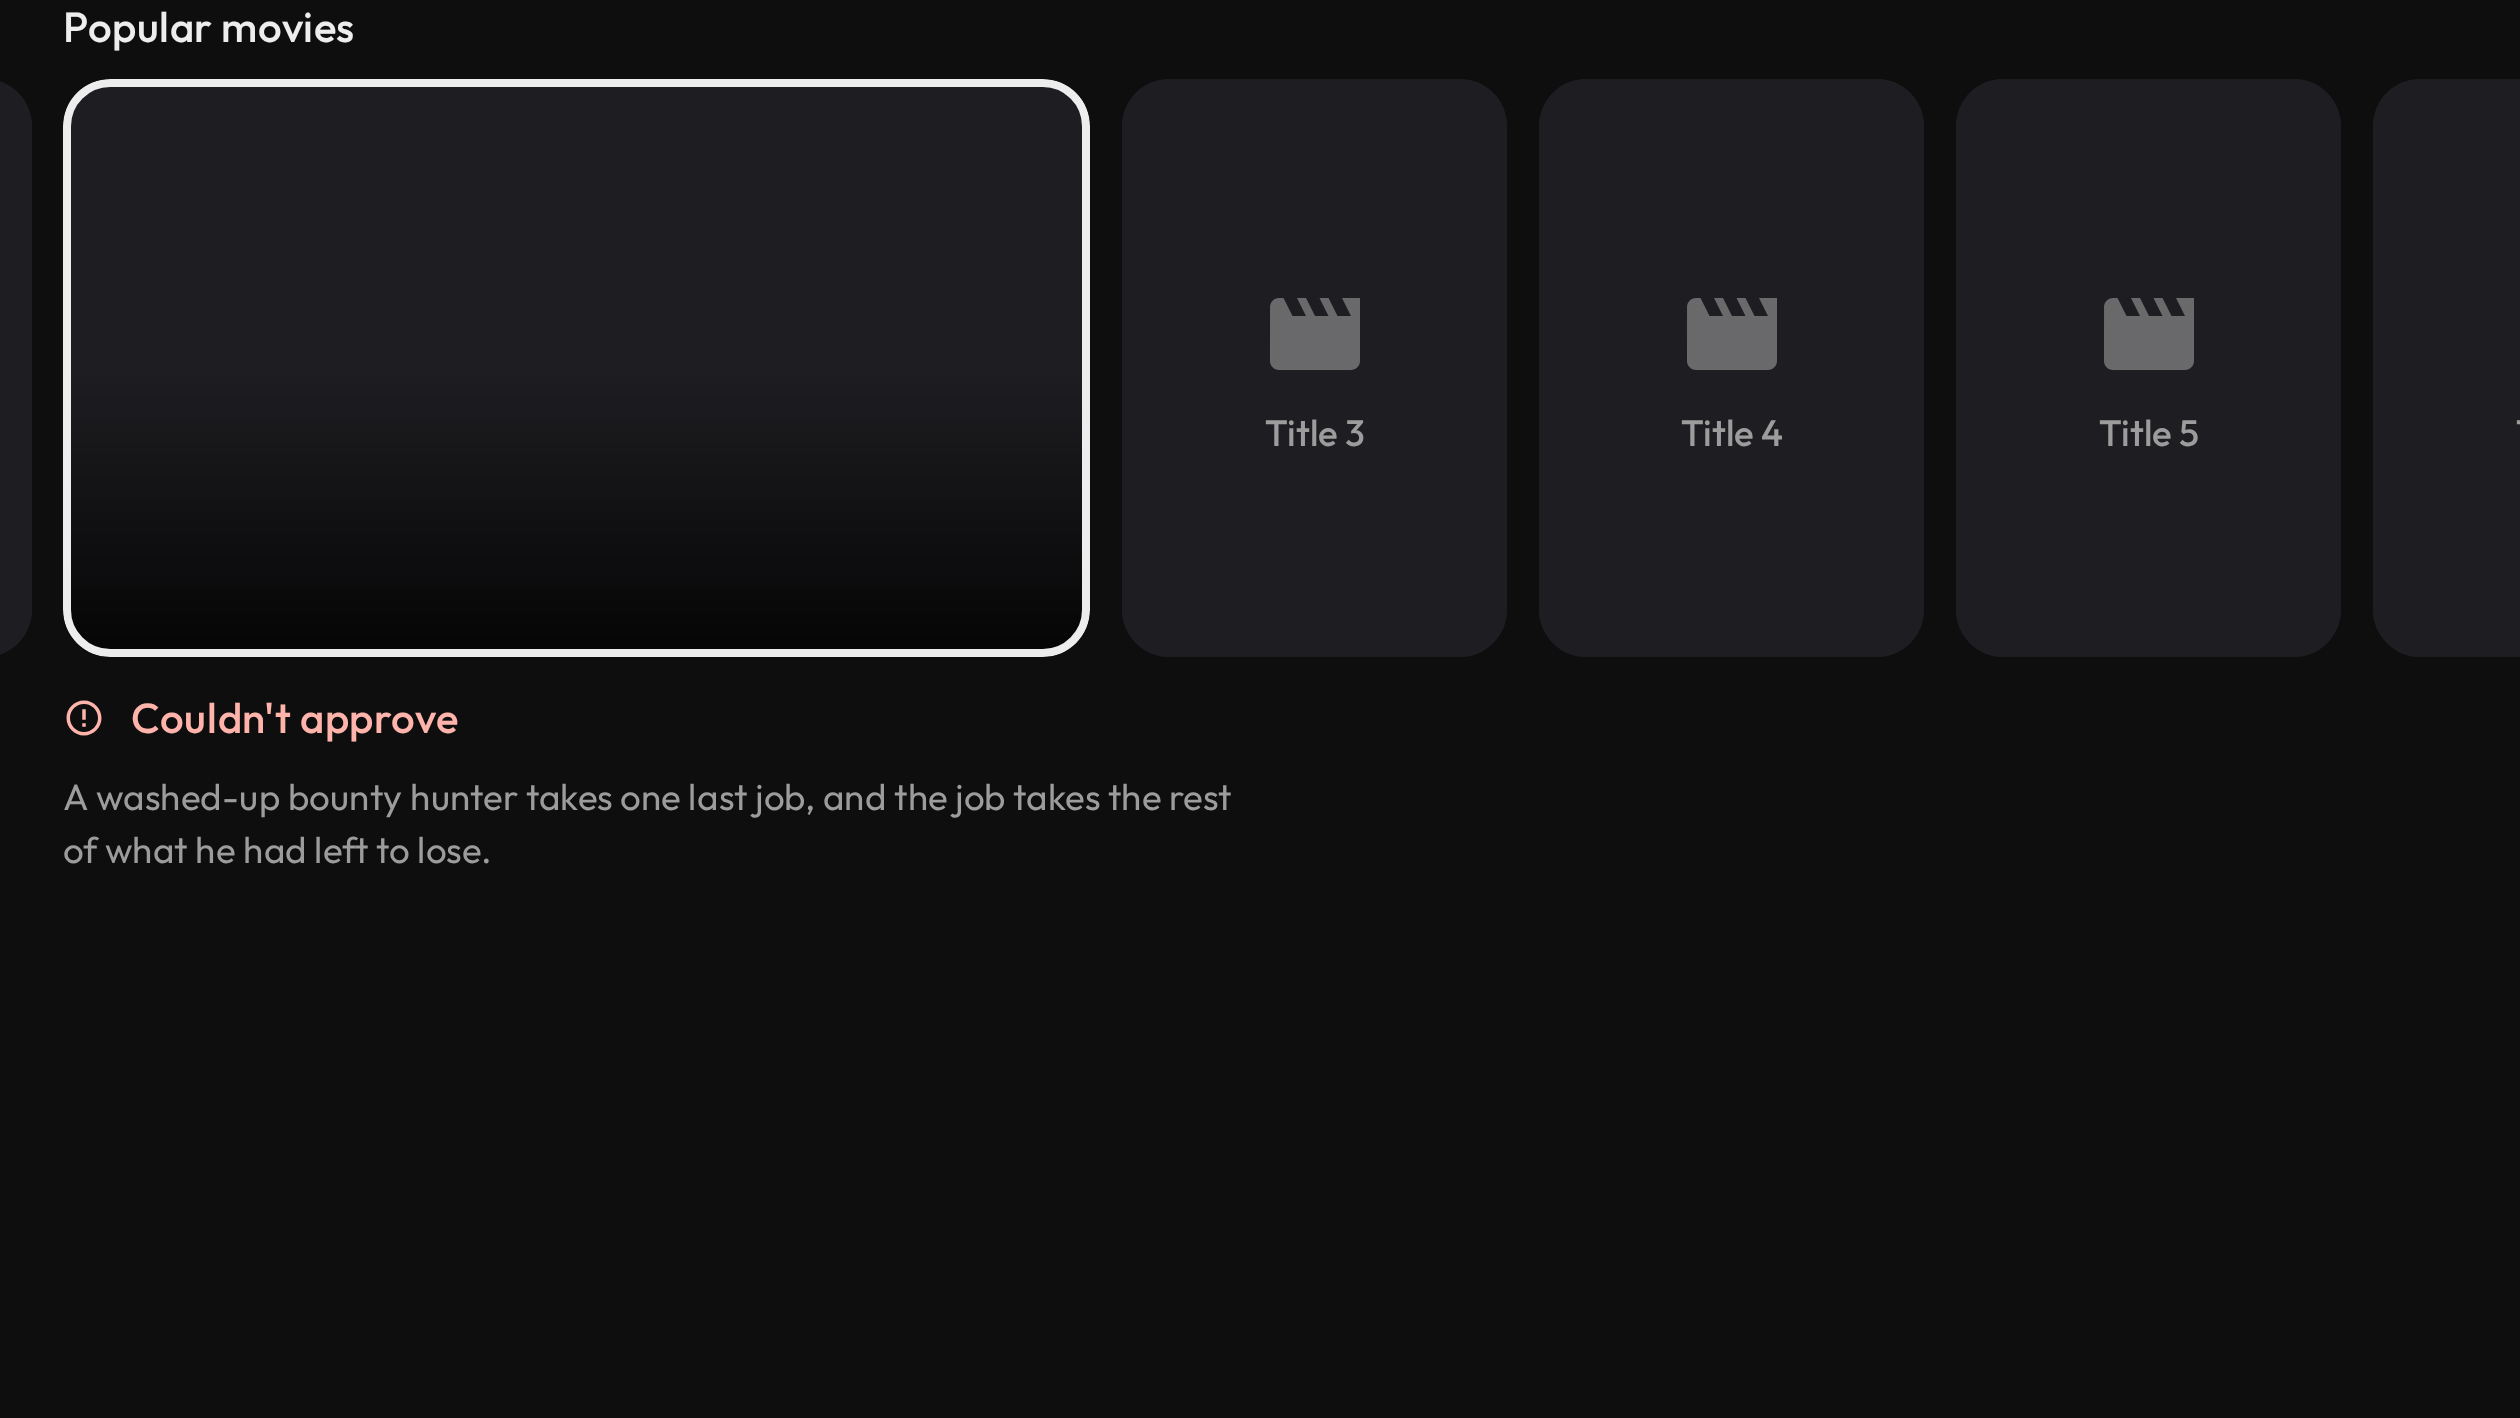 Popular movies
Title 3
Title 4
Title 5
Couldn't approve
A washed-up bounty hunter takes one last job, and the job takes the rest
of what he had left to lose.